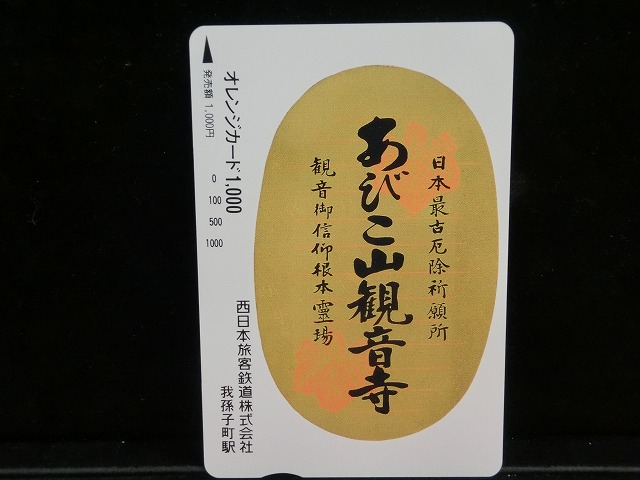 日本最古厄除祈願所
あびこ山観音寺
観音御信仰根本霊場
オレンジカード1,000
発売額 1,000円
0
100
500
1000
西日本旅客鉄道株式会社
我孫子町駅